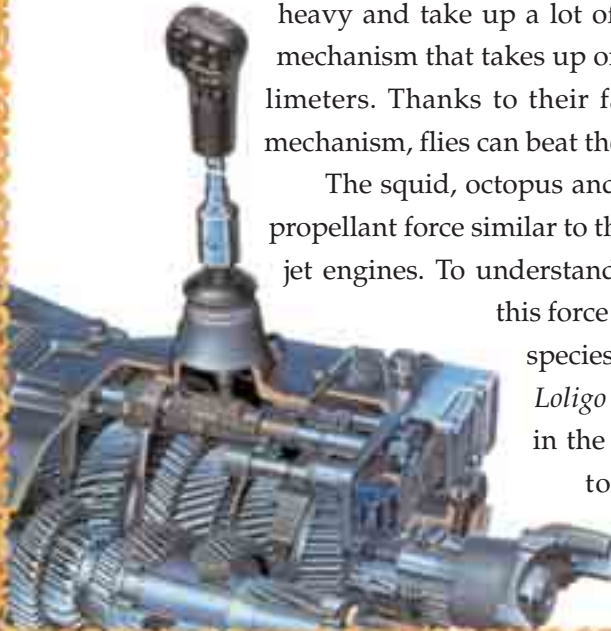 heavy and take up a lot of
mechanism that takes up o
limeters. Thanks to their f
mechanism, flies can beat the
The squid, octopus and
propellant force similar to th
jet engines. To understand
this force
species
Loligo
in the
to